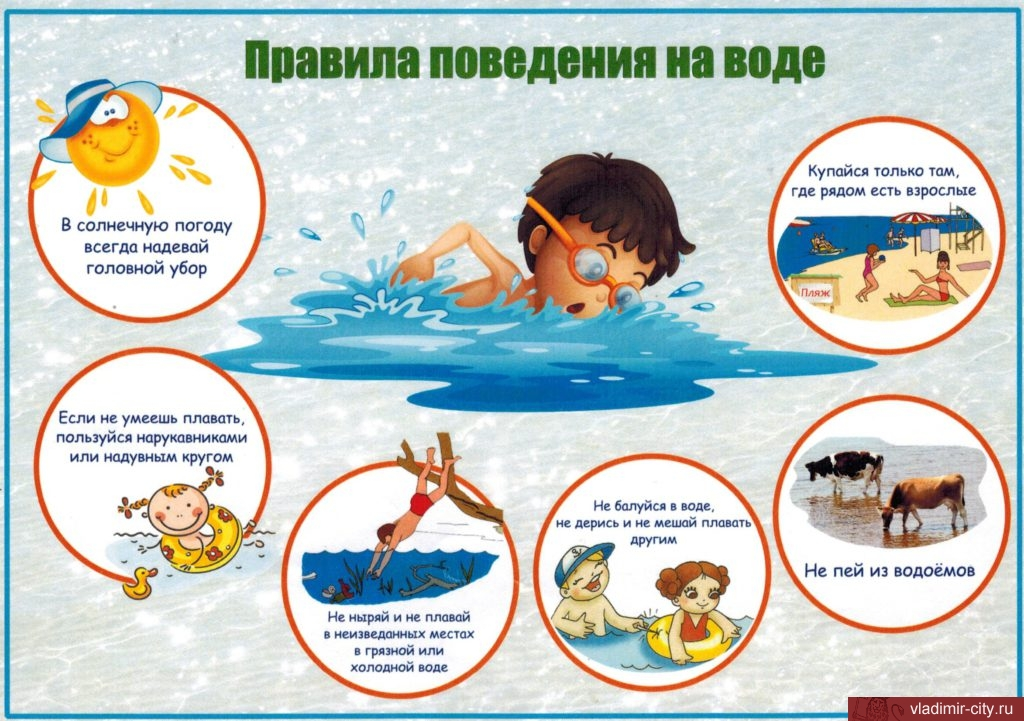 Правила поведения на воде
В солнечную погоду
всегда надевай
головной убор
Купайся только там,
где рядом есть взрослые
Пляж
Если не умеешь плавать,
пользуйся нарукавниками
или надувным кругом
Не ныряй и не плавай
в неизведанных местах
в грязной или
холодной воде
Не балуйся в воде,
не дерись и не мешай плавать
другим
Не пей из водоёмов
vladimir-city.ru